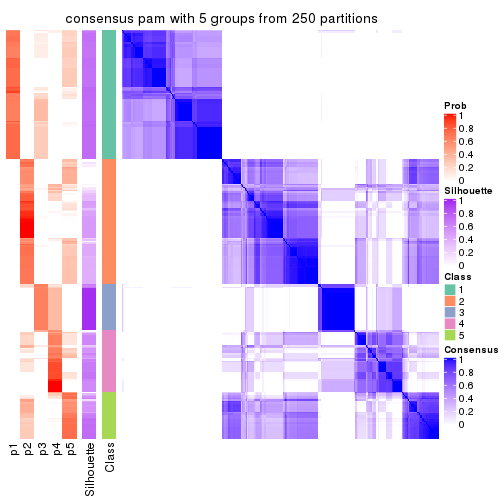 consensus pam with 5 groups from 250 partitions
Prob
1
0.8
0.6
0.4
0.2
0
Silhouette
1
0.8
0.6
0.4
0.2
0
Class
1
2
3
4
5
Consensus
1
0.8
0.6
0.4
0.2
0
p1
p2
p3
p4
p5
Silhouette
Class